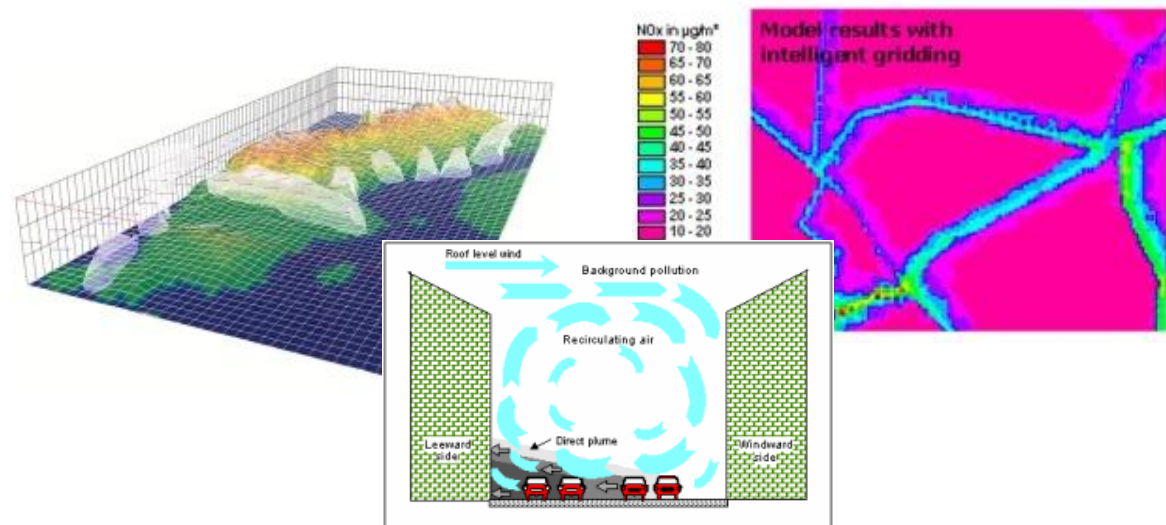 NOx in µg/m³
70 - 80
65 - 70
60 - 65
55 - 60
50 - 55
45 - 50
40 - 45
35 - 40
30 - 35
25 - 30
20 - 25
10 - 20
Model results with
intelligent gridding
Roof level wind
Background pollution
Recirculating air
Direct plume
Leeward
side
Windward
side